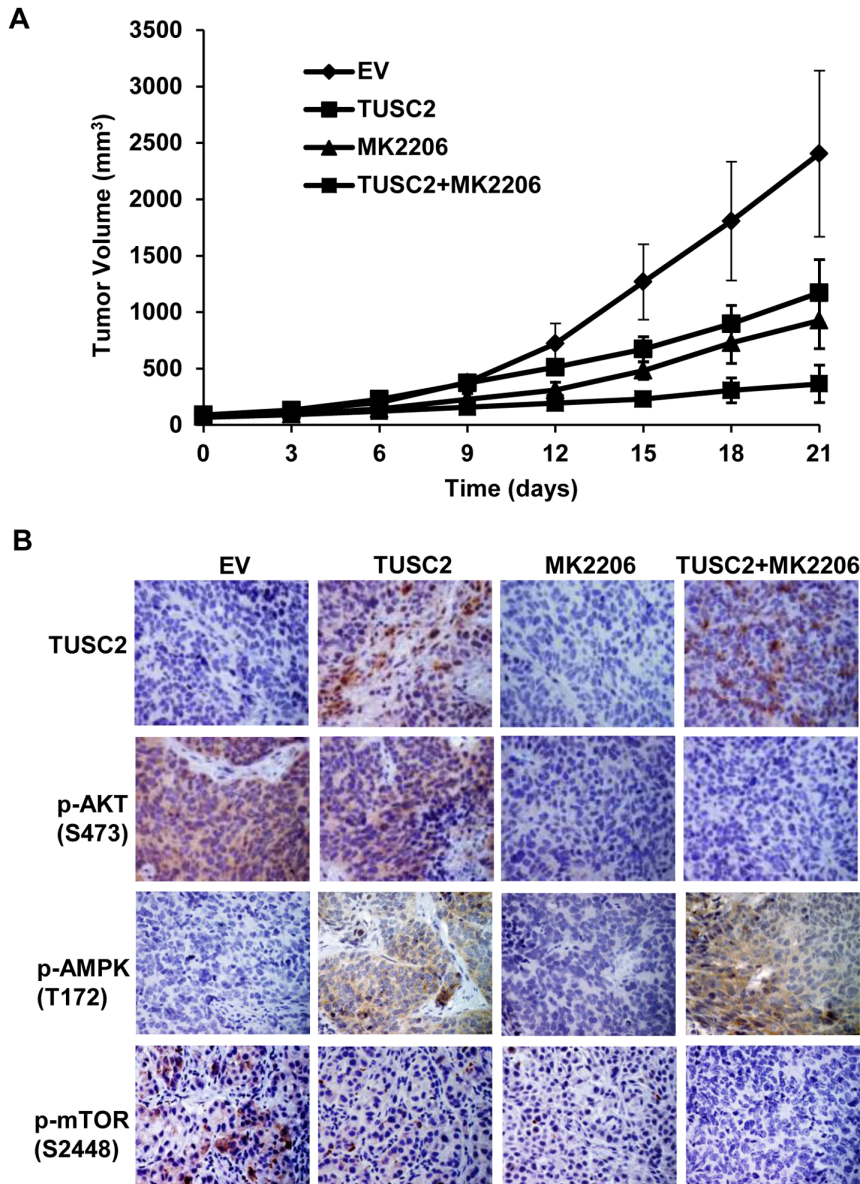 A
3500
3000
2500
2000
1500
1000
500
0
Tumor Volume (mm³)
EV
TUSC2
MK2206
TUSC2+MK2206
0 3 6 9 12 15 18 21
Time (days)
B
EV TUSC2 MK2206 TUSC2+MK2206
TUSC2
p-AKT
(S473)
p-AMPK
(T172)
p-mTOR
(S2448)